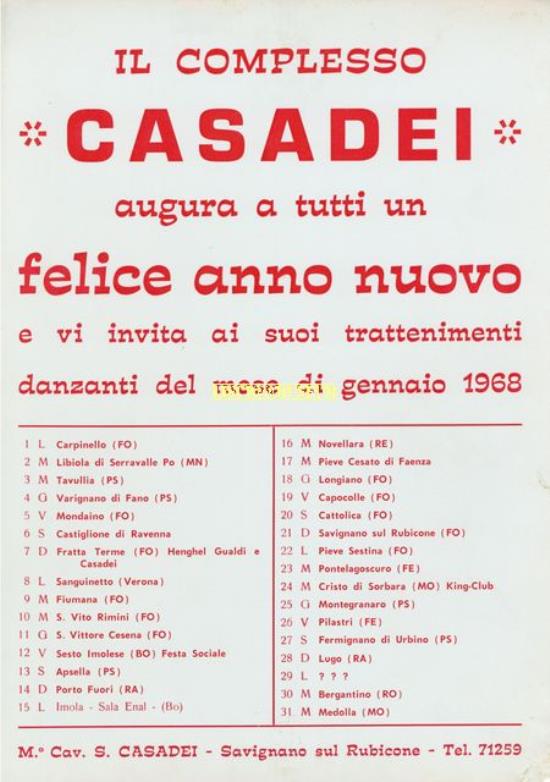 IL COMPLESSO
* CASADEI *
augura a tutti un
felice anno nuovo
e vi invita ai suoi trattenimenti
danzanti del mese di gennaio 1968
1 L Carpinello (FO)
2 M Libiola di Serravalle Po (MN)
3 M Tavullia (PS)
4 G Varignano di Fano (PS)
5 V Mondaino (FO)
6 S Castiglione di Ravenna
7 D Fratta Terme (FO) Henghel Gualdi e
Casadei
8 L Sanguinetto (Verona)
9 M Fiumana (FO)
10 M S. Vito Rimini (FO)
11 G S. Vittore Cesena (FO)
12 V Sesto Imolese (BO) Festa Sociale
13 S Apsella (PS)
14 D Porto Fuori (RA)
15 L Imola - Sala Enal - (Bo)
16 M Novellara (RE)
17 M Pieve Cesato di Faenza
18 G Longiano (FO)
19 V Capocolle (FO)
20 S Cattolica (FO)
21 D Savignano sul Rubicone (FO)
22 L Pieve Sestina (FO)
23 M Pontelagoscuro (FE)
24 M Cristo di Sorbara (MO) King-Club
25 G Montegranaro (PS)
26 V Pilastri (FE)
27 S Fermignano di Urbino (PS)
28 D Lugo (RA)
29 L ? ? ?
30 M Bergantino (RO)
31 M Medolla (MO)
M.° Cav. S. CASADEI - Savignano sul Rubicone - Tel. 71259